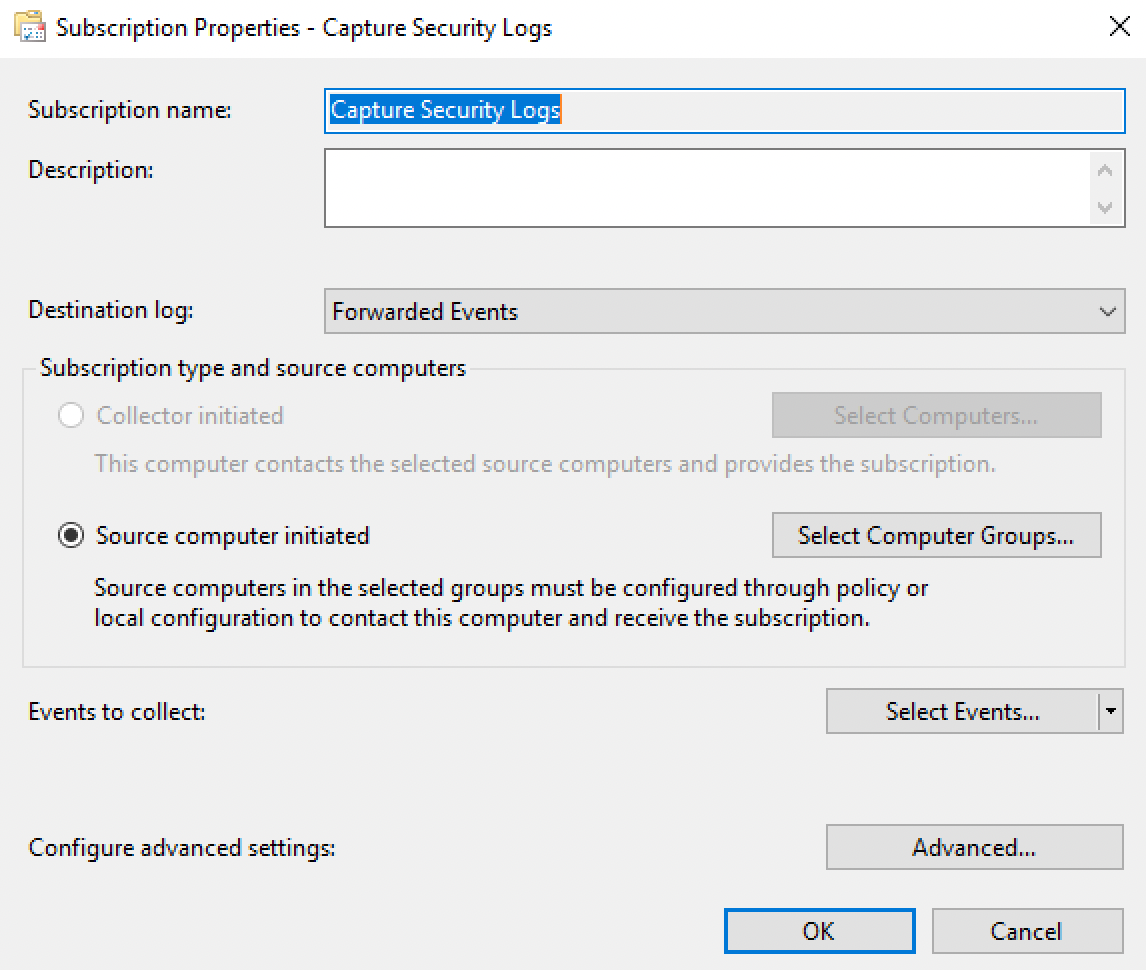 Subscription Properties - Capture Security Logs
Subscription name: Capture Security Logs
Description:
Destination log: Forwarded Events
Subscription type and source computers
Collector initiated Select Computers...
This computer contacts the selected source computers and provides the subscription.
Source computer initiated Select Computer Groups...
Source computers in the selected groups must be configured through policy or
local configuration to contact this computer and receive the subscription.
Events to collect: Select Events...
Configure advanced settings: Advanced...
OK Cancel